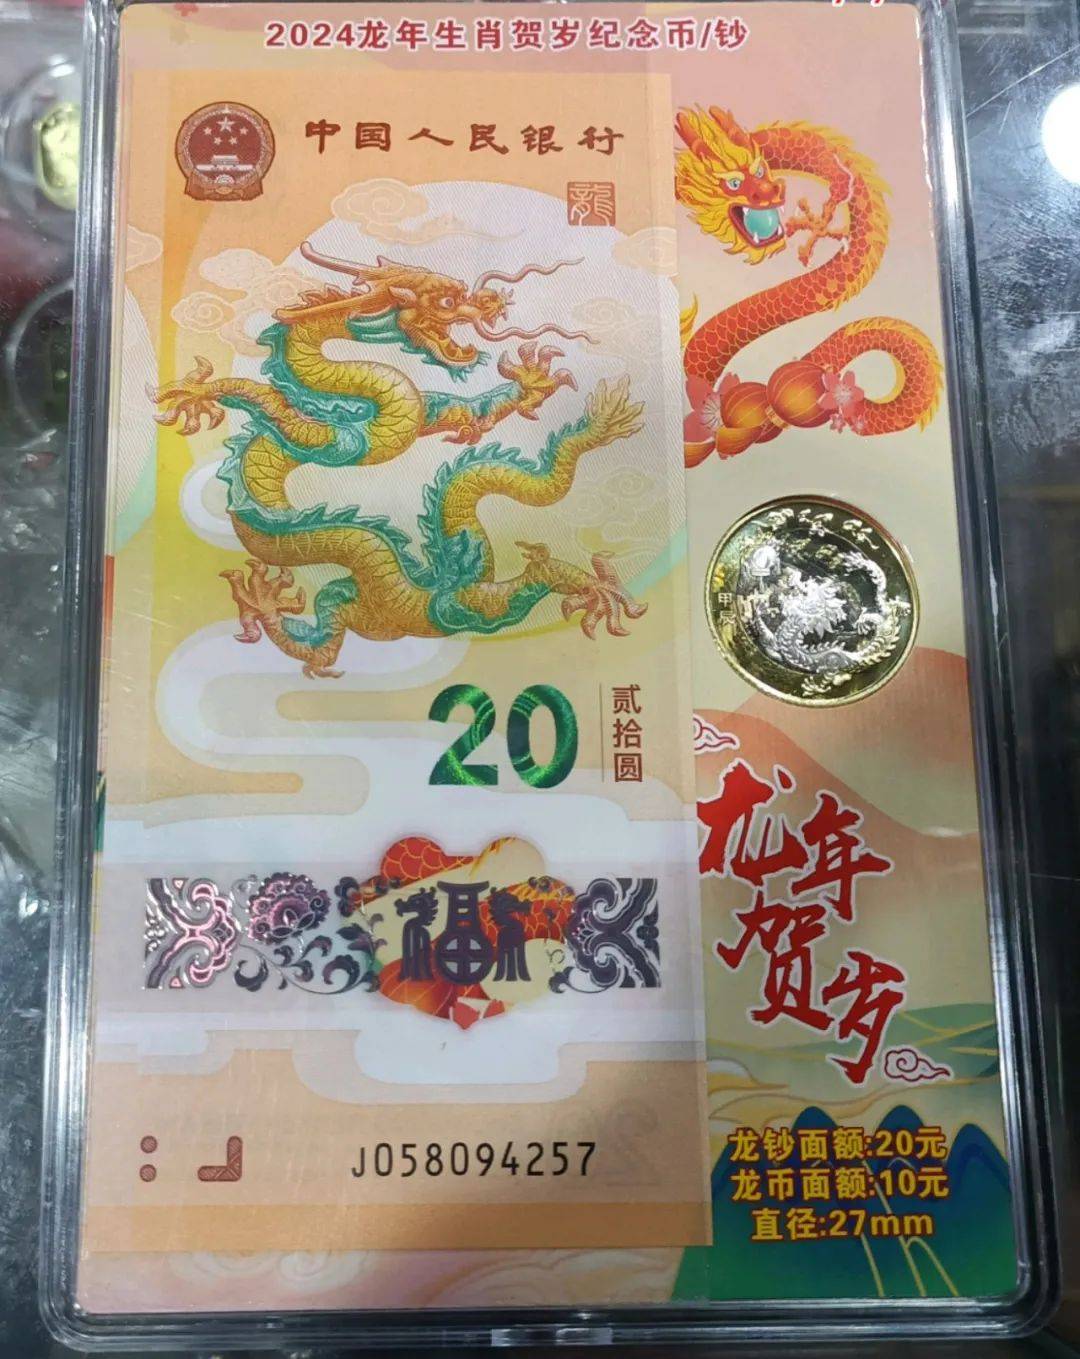 2024龙年生肖贺岁纪念币/钞
中国人民银行
龍
甲辰
20
贰拾圆
福
龙年
贺岁
J058094257
龙钞面额:20元
龙币面额:10元
直径:27mm